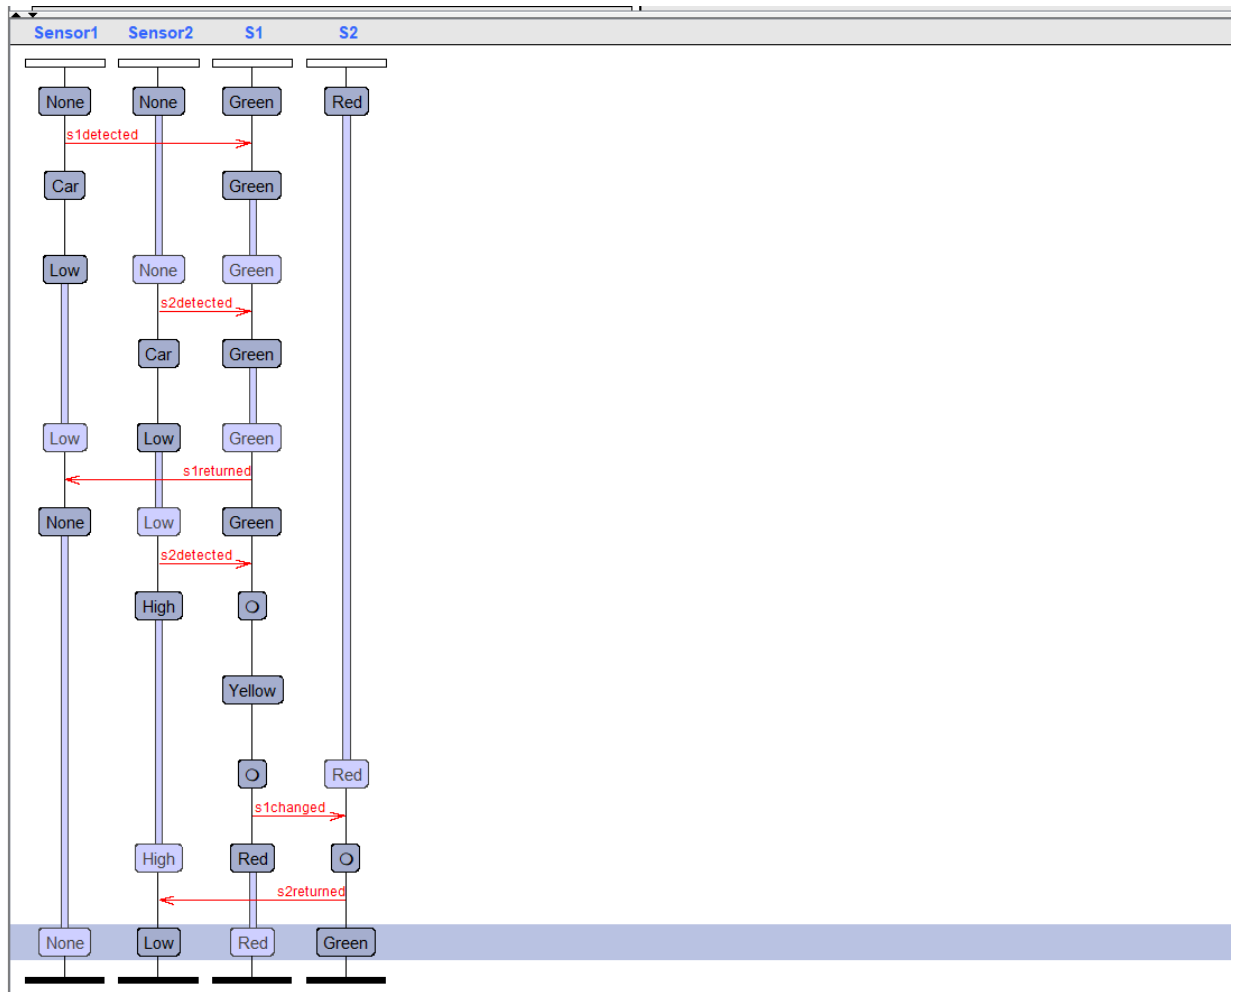 Sensor1 Sensor2 S1 S2
None None Green Red
s1detected
Car Green
Low None Green
s2detected
Car Green
Low Low Green
s1returned
None Low Green
s2detected
High
Yellow
Red
s1changed
High Red
s2returned
None Low Red Green